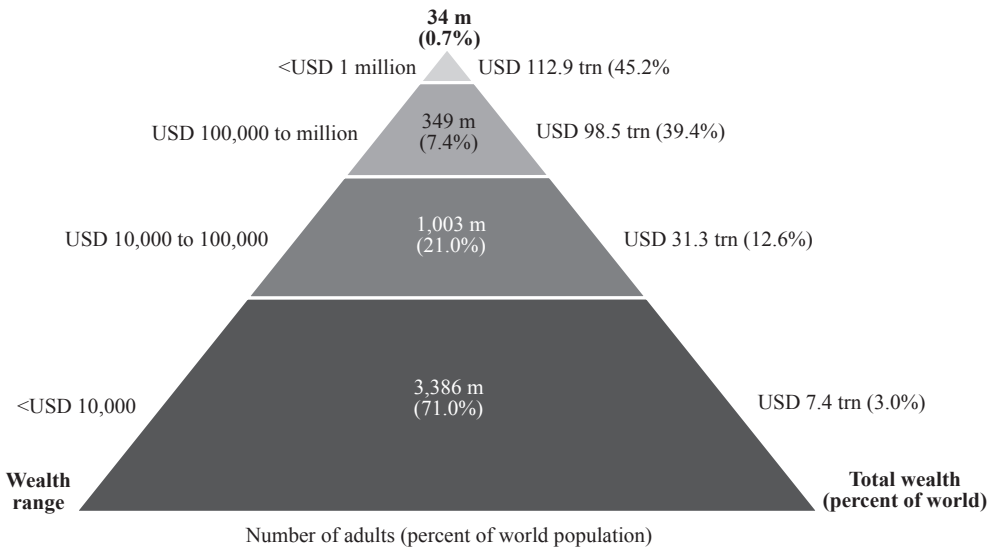 34 m
(0.7%)
<USD 1 million
USD 112.9 trn (45.2%
USD 100,000 to million
349 m
(7.4%)
USD 98.5 trn (39.4%)
USD 10,000 to 100,000
1,003 m
(21.0%)
USD 31.3 trn (12.6%)
<USD 10,000
3,386 m
(71.0%)
USD 7.4 trn (3.0%)
Wealth
range
Total wealth
(percent of world)
Number of adults (percent of world population)